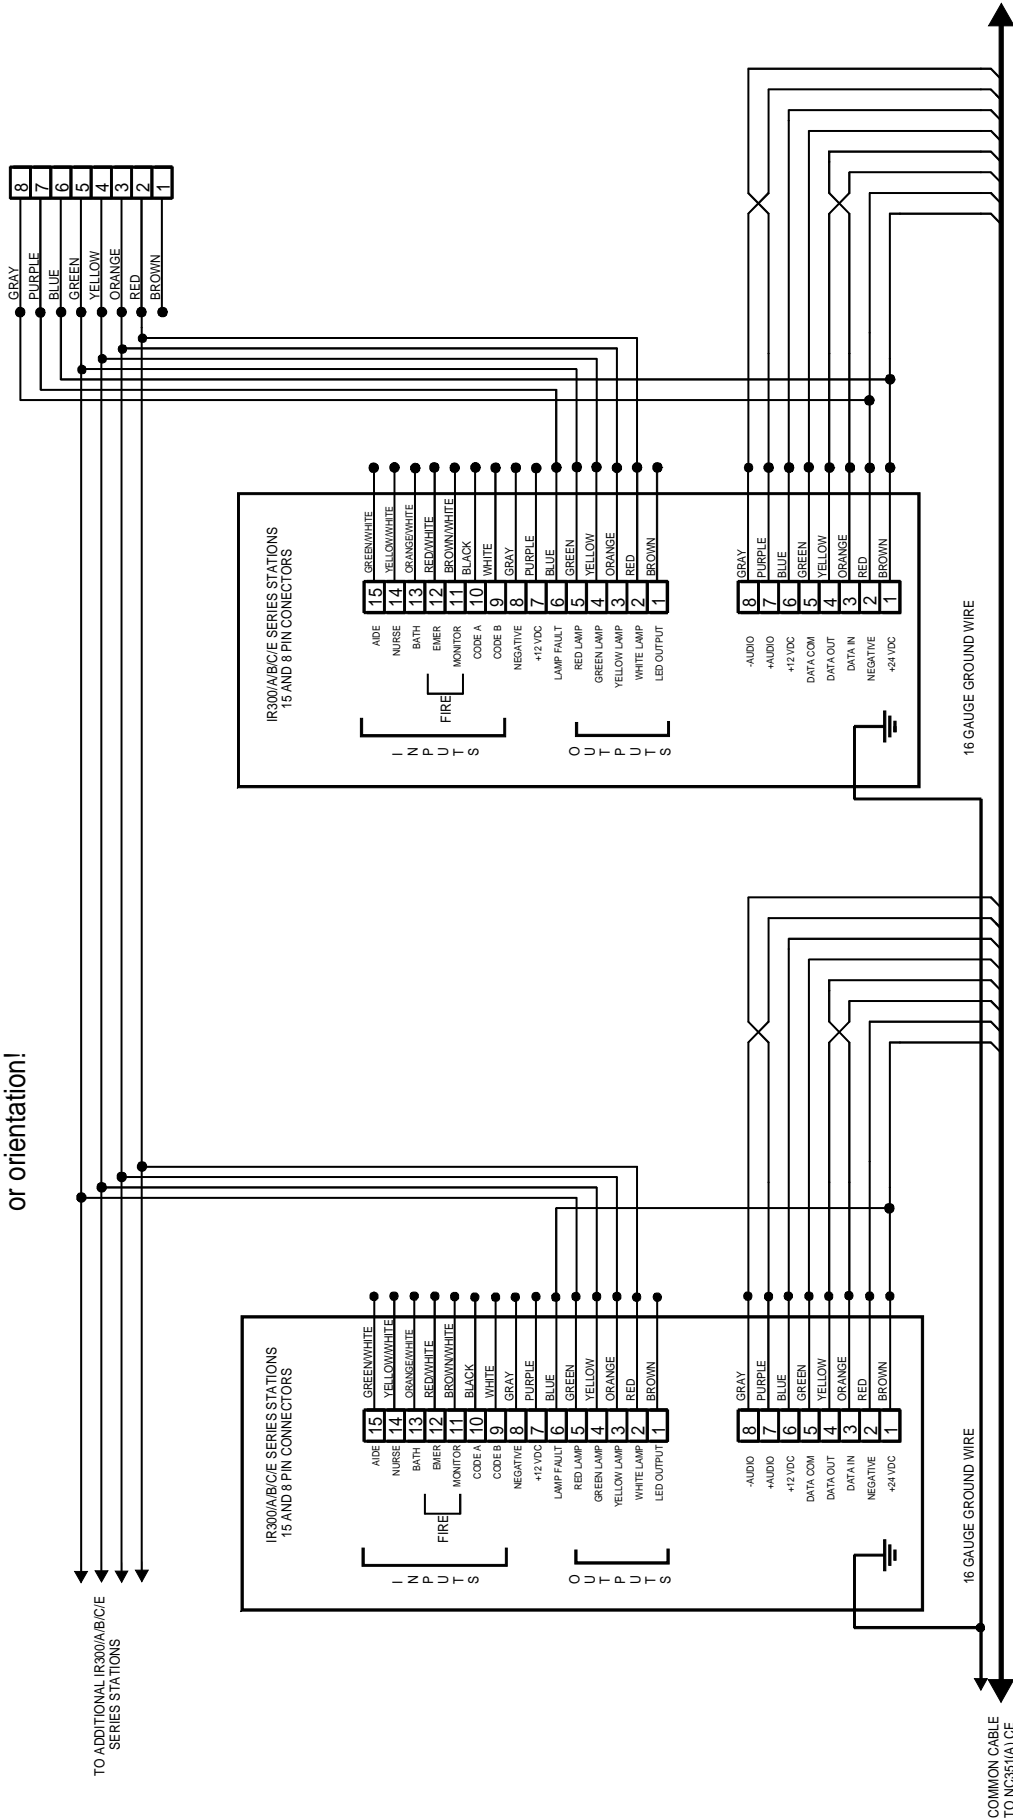 or orientation!
8
7
6
5
4
3
2
1
GRAY
PURPLE
BLUE
GREEN
YELLOW
ORANGE
RED
BROWN
TO ADDITIONAL IR300/A/B/C/E
SERIES STATIONS
IR300/A/B/C/E SERIES STATIONS
15 AND 8 PIN CONNECTORS
INPUTS
FIRE
OUTPUTS
AIDE 15 GREEN/WHITE
NURSE 14 YELLOW/WHITE
BATH 13 ORANGE/WHITE
EMER 12 RED/WHITE
MONITOR 11 BROWN/WHITE
CODE A 10 BLACK
CODE B 9 WHITE
NEGATIVE 8 GRAY
+12 VDC 7 PURPLE
LAMP FAULT 6 BLUE
RED LAMP 5 GREEN
GREEN LAMP 4 YELLOW
YELLOW LAMP 3 ORANGE
WHITE LAMP 2 RED
LED OUTPUT 1 BROWN
-AUDIO 8 GRAY
+AUDIO 7 PURPLE
+12 VDC 6 BLUE
DATA COM 5 GREEN
DATA OUT 4 YELLOW
DATA IN 3 ORANGE
NEGATIVE 2 RED
+24 VDC 1 BROWN
16 GAUGE GROUND WIRE
IR300/A/B/C/E SERIES STATIONS
15 AND 8 PIN CONECTORS
INPUTS
FIRE
OUTPUTS
AIDE 15 GREEN/WHITE
NURSE 14 YELLOW/WHITE
BATH 13 ORANGE/WHITE
EMER 12 RED/WHITE
MONITOR 11 BROWN/WHITE
CODE A 10 BLACK
CODE B 9 WHITE
NEGATIVE 8 GRAY
+12 VDC 7 PURPLE
LAMP FAULT 6 BLUE
RED LAMP 5 GREEN
GREEN LAMP 4 YELLOW
YELLOW LAMP 3 ORANGE
WHITE LAMP 2 RED
LED OUTPUT 1 BROWN
-AUDIO 8 GRAY
+AUDIO 7 PURPLE
+12 VDC 6 BLUE
DATA COM 5 GREEN
DATA OUT 4 YELLOW
DATA IN 3 ORANGE
NEGATIVE 2 RED
+24 VDC 1 BROWN
16 GAUGE GROUND WIRE
COMMON CABLE
TO NC351(A)